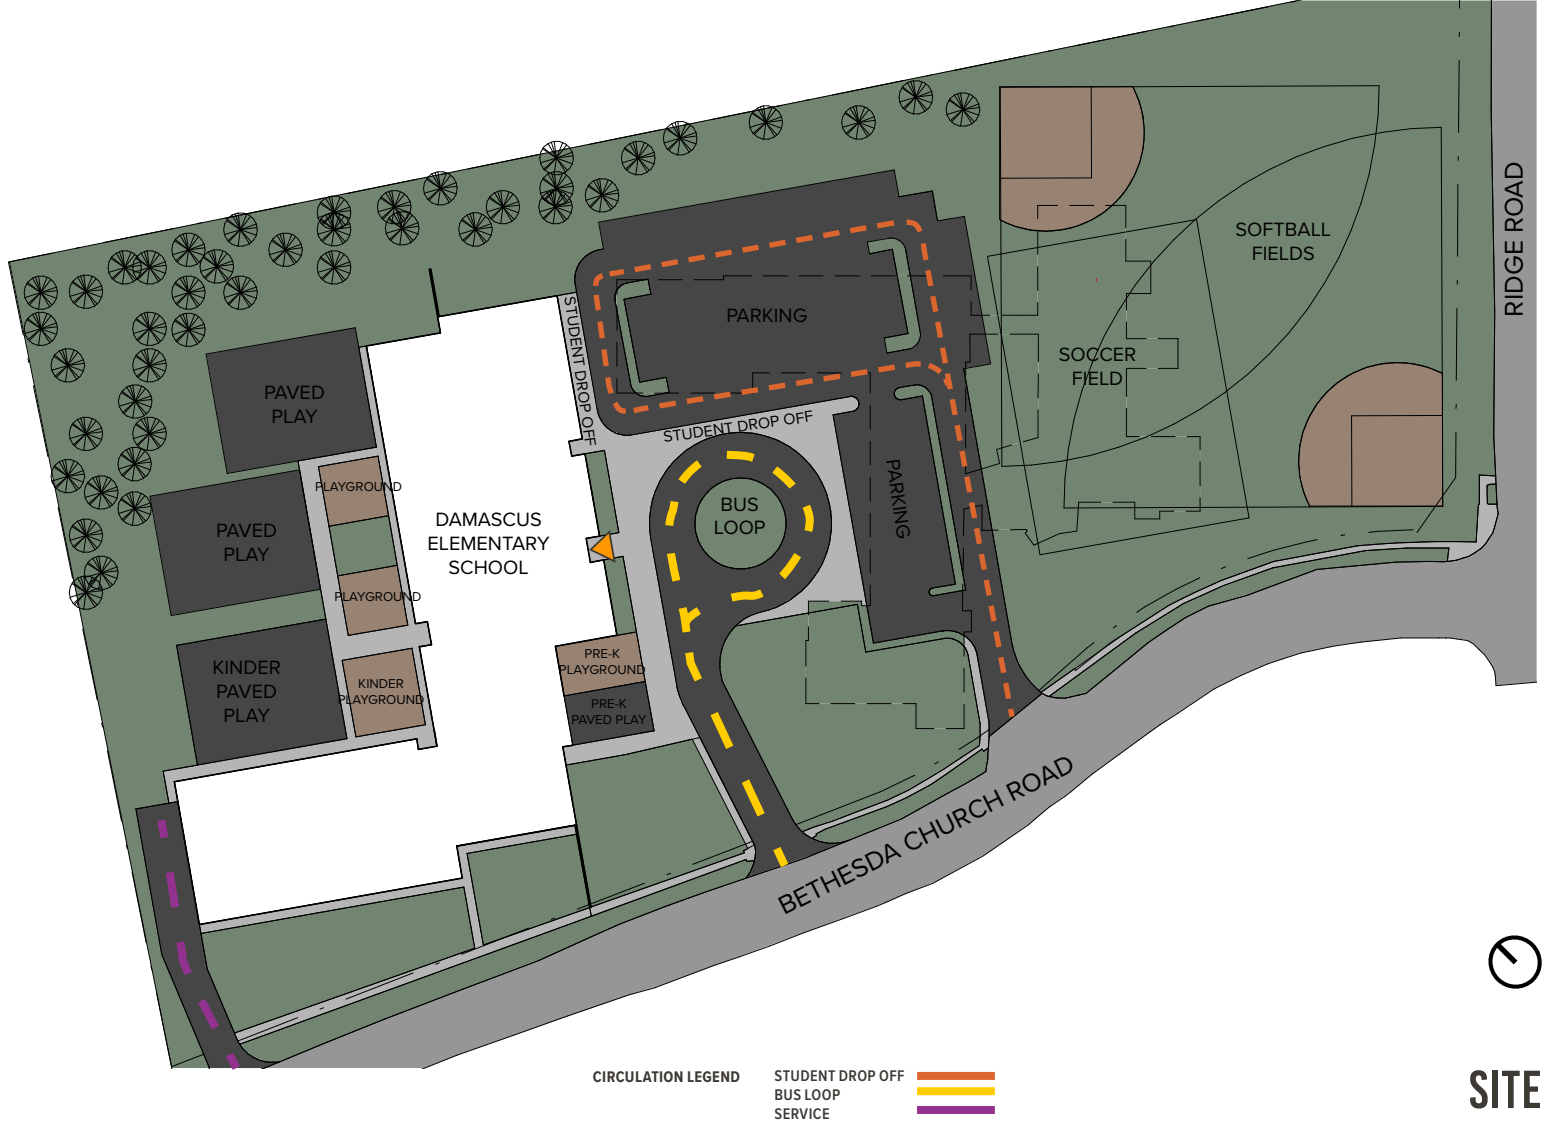 SOFTBALL
FIELDS
RIDGE ROAD
PARKING
STUDENT DROP OFF
SOCCER
FIELD
PAVED
PLAY
STUDENT DROP OFF
PLAYGROUND
PARKING
BUS
LOOP
DAMASCUS
ELEMENTARY
SCHOOL
PAVED
PLAY
PLAYGROUND
PRE-K
PLAYGROUND
KINDER
PAVED
PLAY
KINDER
PLAYGROUND
PRE-K
PAVED PLAY
BETHESDA CHURCH ROAD
CIRCULATION LEGEND
STUDENT DROP OFF
BUS LOOP
SERVICE
SITE